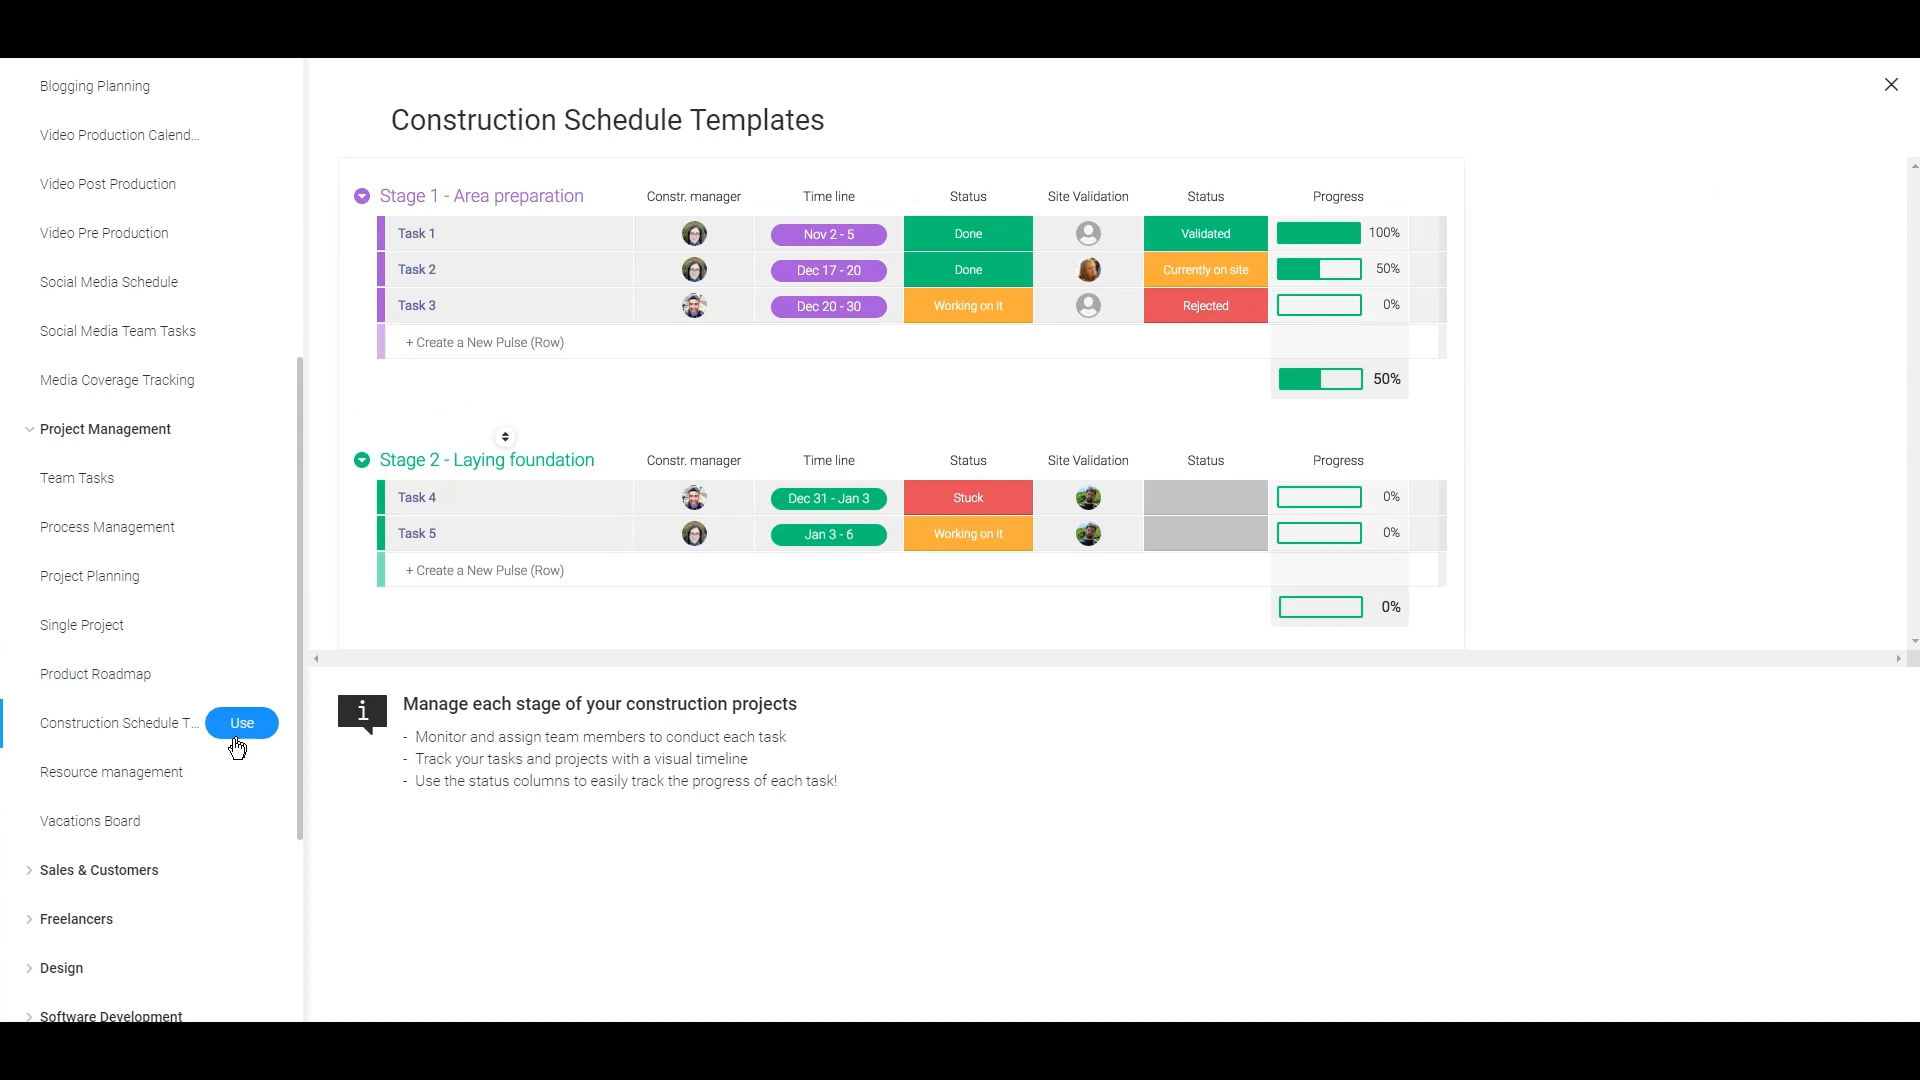 Blogging Planning
Video Production Calend...
Video Post Production
Video Pre Production
Social Media Schedule
Social Media Team Tasks
Media Coverage Tracking
Project Management
Team Tasks
Process Management
Project Planning
Single Project
Product Roadmap
Construction Schedule T... Use
Resource management
Vacations Board
Sales & Customers
Freelancers
Design
Software Development
Construction Schedule Templates
Stage 1 - Area preparation Constr. manager Time line Status Site Validation Status Progress
Task 1 Nov 2 - 5 Done Validated 100%
Task 2 Dec 17 - 20 Done Currently on site 50%
Task 3 Dec 20 - 30 Working on it Rejected 0%
+ Create a New Pulse (Row)
50%
Stage 2 - Laying foundation Constr. manager Time line Status Site Validation Status Progress
Task 4 Dec 31 - Jan 3 Stuck 0%
Task 5 Jan 3 - 6 Working on it 0%
+ Create a New Pulse (Row)
0%
i Manage each stage of your construction projects
- Monitor and assign team members to conduct each task
- Track your tasks and projects with a visual timeline
- Use the status columns to easily track the progress of each task!